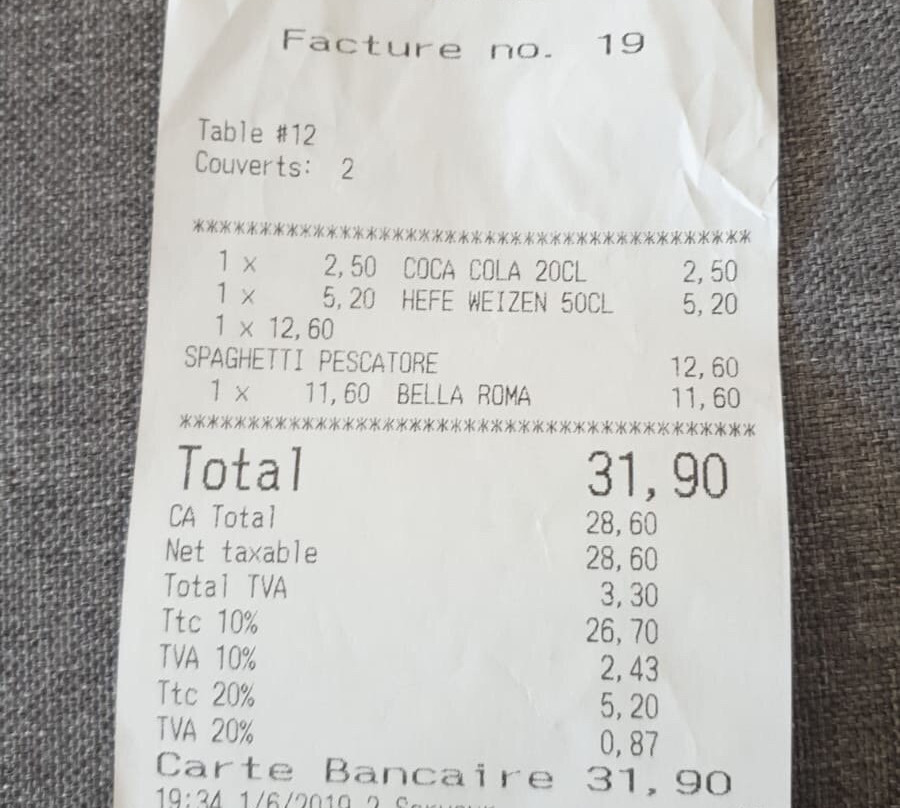 Facture no. 19
Table #12
Couverts: 2
*******************************************
1 x 2,50 COCA COLA 20CL 2,50
1 x 5,20 HEFE WEIZEN 50CL 5,20
1 x 12,60
SPAGHETTI PESCATORE 12,60
1 x 11,60 BELLA ROMA 11,60
*******************************************
Total 31,90
CA Total 28,60
Net taxable 28,60
Total TVA 3,30
Ttc 10% 26,70
TVA 10% 2,43
Ttc 20% 5,20
TVA 20% 0,87
Carte Bancaire 31,90
19:34 1/6/2019 2